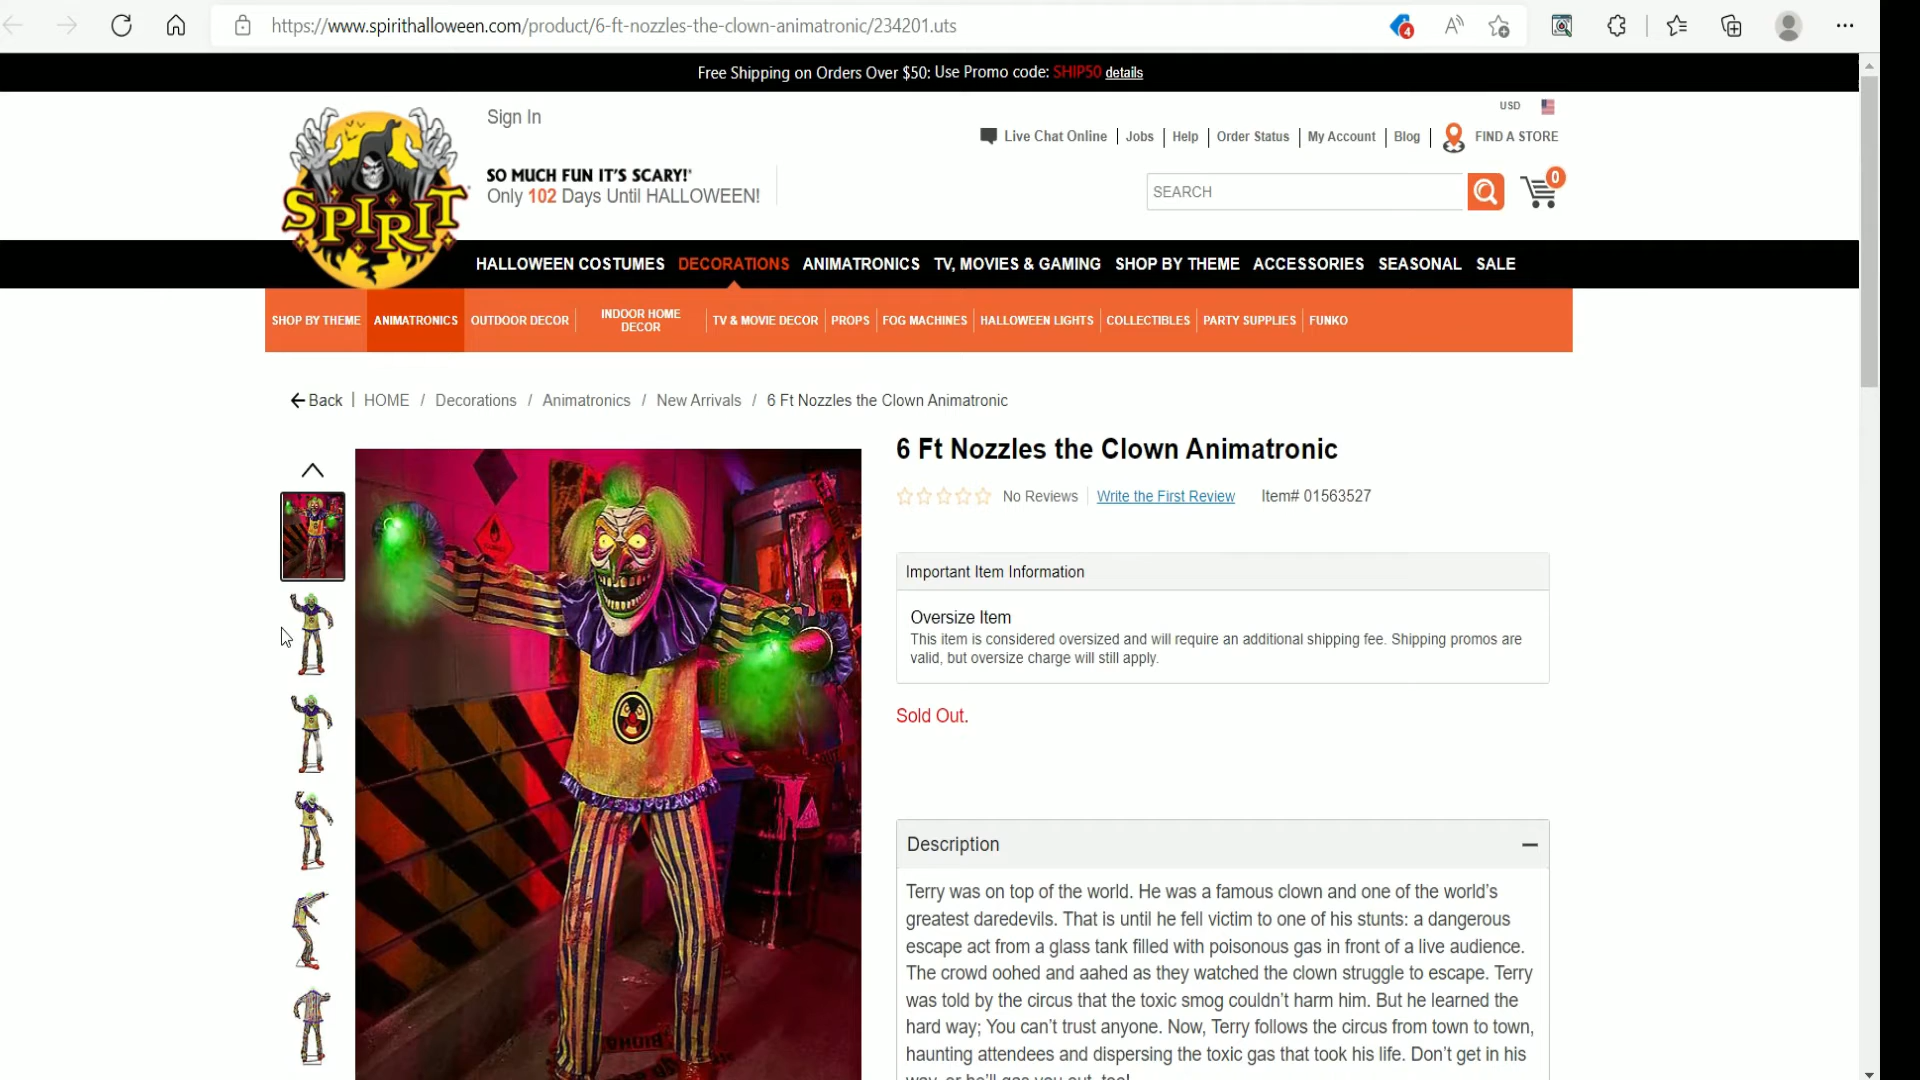 https://www.spirithalloween.com/product/6-ft-nozzles-the-clown-animatronic/234201.uts
4
Free Shipping on Orders Over $50: Use Promo code: SHIP50 details
SPIRIT
Sign In
SO MUCH FUN IT'S SCARY!
Only 102 Days Until HALLOWEEN!
USD
Live Chat Online | Jobs | Help | Order Status | My Account | Blog | FIND A STORE
SEARCH
0
HALLOWEEN COSTUMES DECORATIONS ANIMATRONICS TV, MOVIES & GAMING SHOP BY THEME ACCESSORIES SEASONAL SALE
SHOP BY THEME ANIMATRONICS OUTDOOR DECOR INDOOR HOME DECOR TV & MOVIE DECOR PROPS FOG MACHINES HALLOWEEN LIGHTS COLLECTIBLES PARTY SUPPLIES FUNKO
Back | HOME / Decorations / Animatronics / New Arrivals / 6 Ft Nozzles the Clown Animatronic
6 Ft Nozzles the Clown Animatronic
No Reviews Write the First Review Item# 01563527
Important Item Information
Oversize Item
This item is considered oversized and will require an additional shipping fee. Shipping promos are
valid, but oversize charge will still apply.
Sold Out.
Description
Terry was on top of the world. He was a famous clown and one of the world's
greatest daredevils. That is until he fell victim to one of his stunts: a dangerous
escape act from a glass tank filled with poisonous gas in front of a live audience.
The crowd oohed and aahed as they watched the clown struggle to escape. Terry
was told by the circus that the toxic smog couldn't harm him. But he learned the
hard way; You can't trust anyone. Now, Terry follows the circus from town to town,
haunting attendees and dispersing the toxic gas that took his life. Don't get in his
way, or he'll gas you out, too!